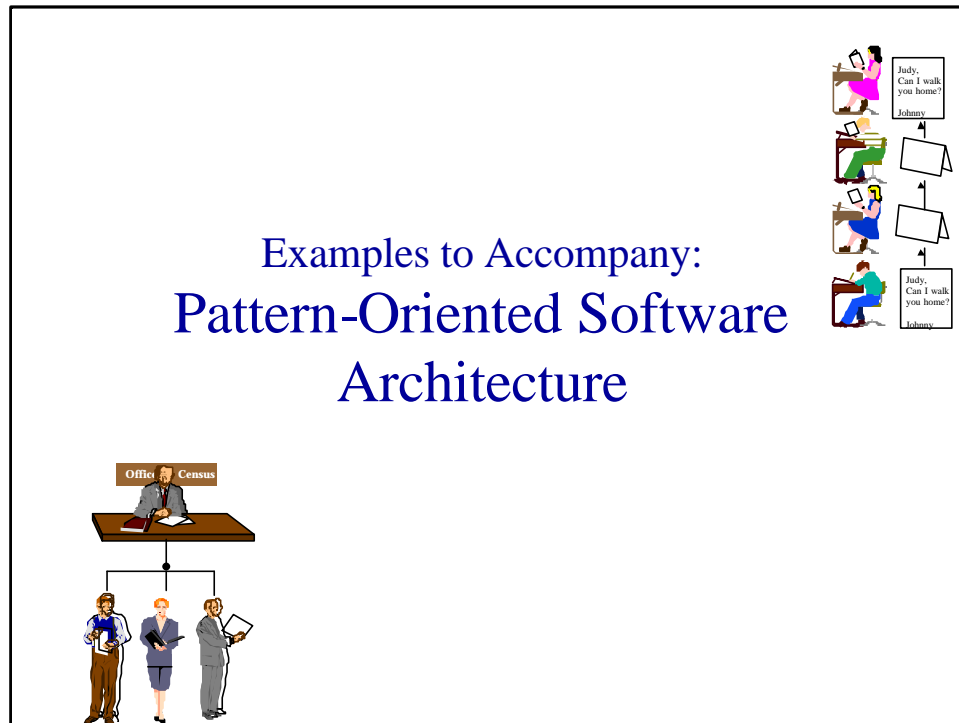 Judy,
Can I walk
you home?
Johnny
Examples to Accompany:
Pattern-Oriented Software
Architecture
Judy,
Can I walk
you home?
Johnny
Office Census